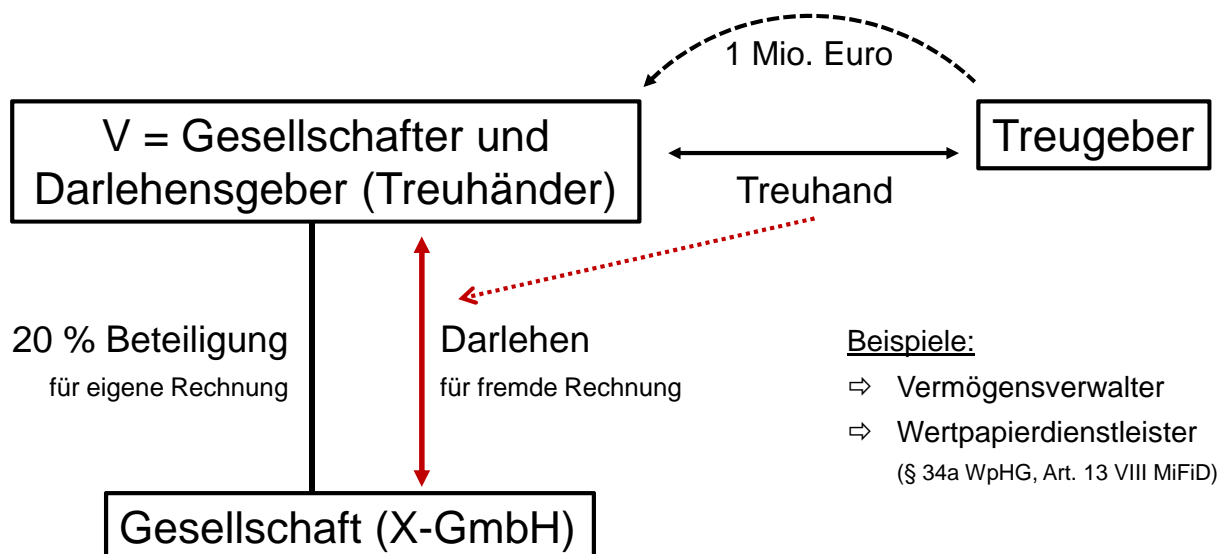 1 Mio. Euro
V = Gesellschafter und
Darlehensgeber (Treuhänder)
Treugeber
Treuhand
20 % Beteiligung
für eigene Rechnung
Darlehen
für fremde Rechnung
Beispiele:
⇨ Vermögensverwalter
⇨ Wertpapierdienstleister
(§ 34a WpHG, Art. 13 VIII MiFiD)
Gesellschaft (X-GmbH)